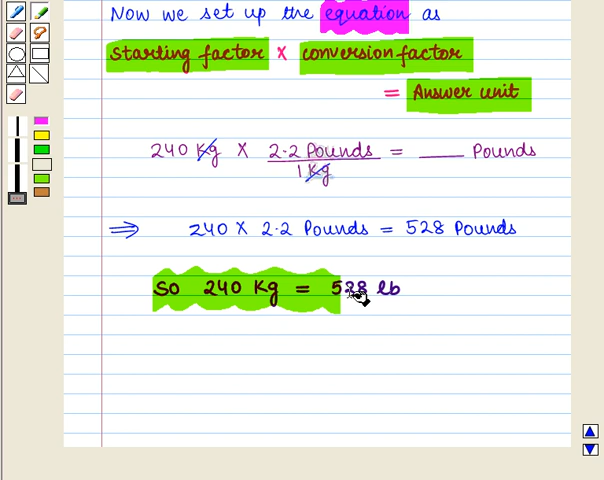 Now we set up the equation as
Starting factor × conversion factor
= Answer unit
240 Kg × 2.2 Pounds / 1 Kg = ___ Pounds
⇒ 240 × 2.2 Pounds = 528 Pounds
So 240 Kg = 528 lb